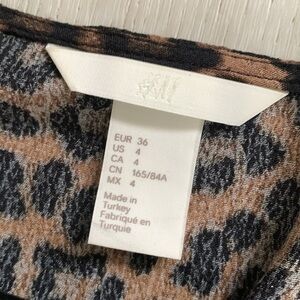 H&M
EUR 36
US 4
CA 4
CN 165/84A
MX 4
Made in
Turkey
Fabriqué en
Turquie